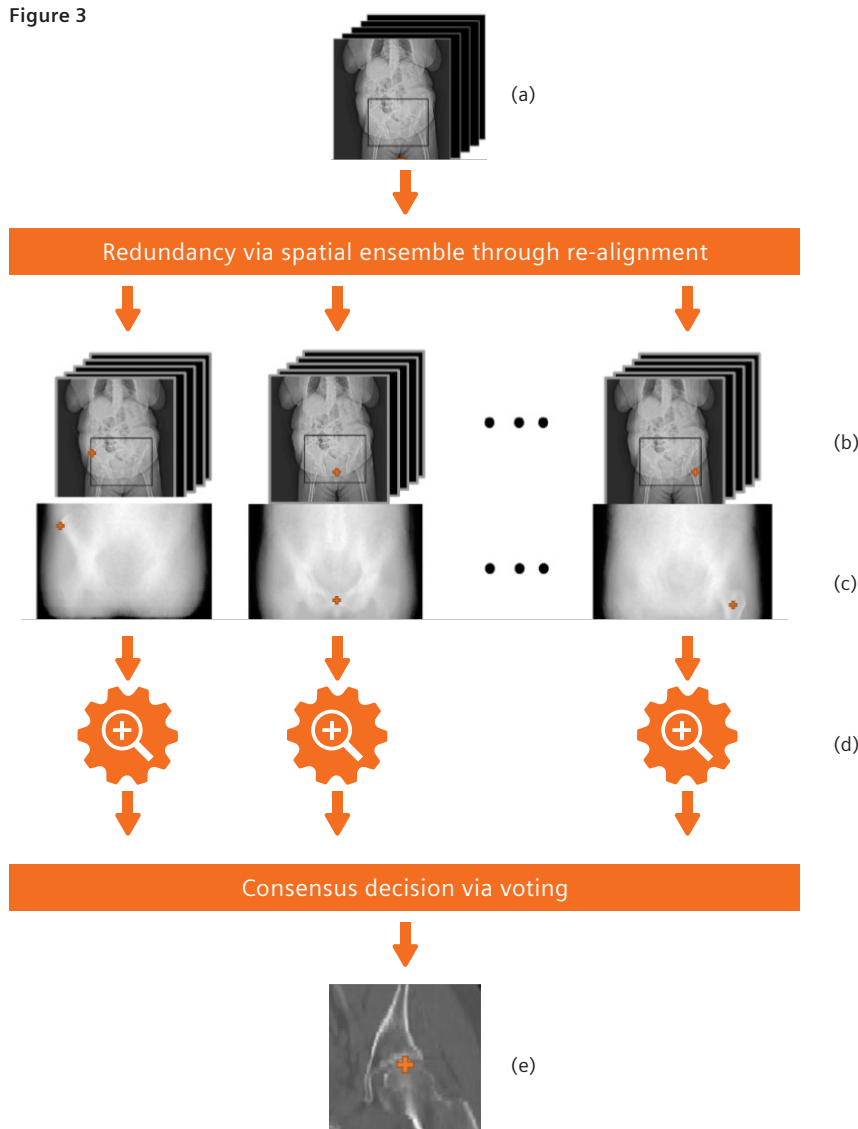 Figure 3
(a)
Redundancy via spatial ensemble through re-alignment
(b)
(c)
(d)
Consensus decision via voting
(e)